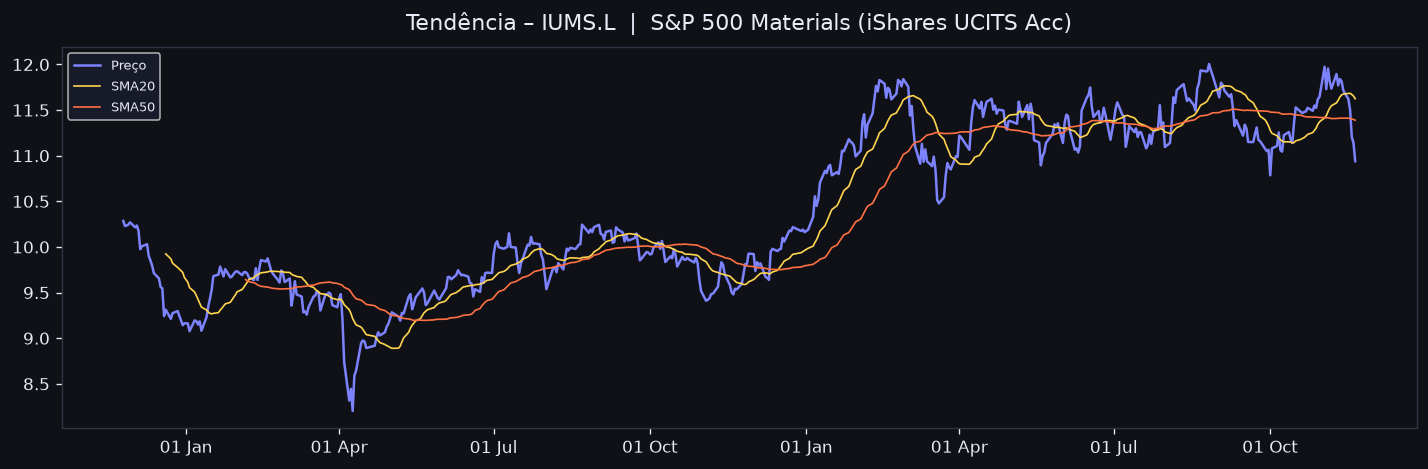 Tendência – IUMS.L | S&P 500 Materials (iShares UCITS Acc)
Preço
SMA20
SMA50
12.0
11.5
11.0
10.5
10.0
9.5
9.0
8.5
01 Jan
01 Apr
01 Jul
01 Oct
01 Jan
01 Apr
01 Jul
01 Oct